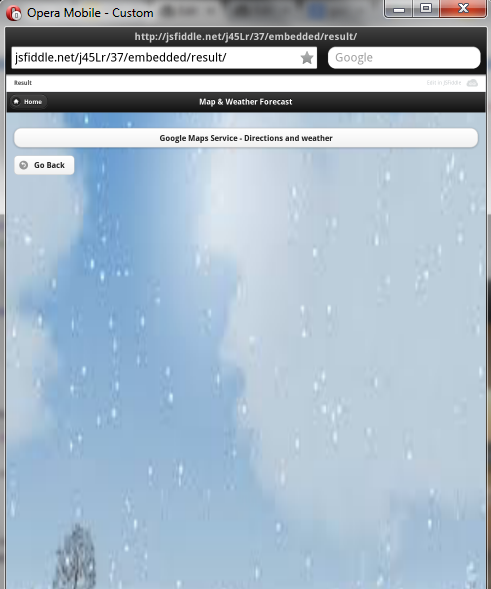 Opera Mobile - Custom
http://jsfiddle.net/j45Lr/37/embedded/result/
jsfiddle.net/j45Lr/37/embedded/result/
Google
Result
Home
Map & Weather Forecast
Google Maps Service - Directions and weather
Go Back